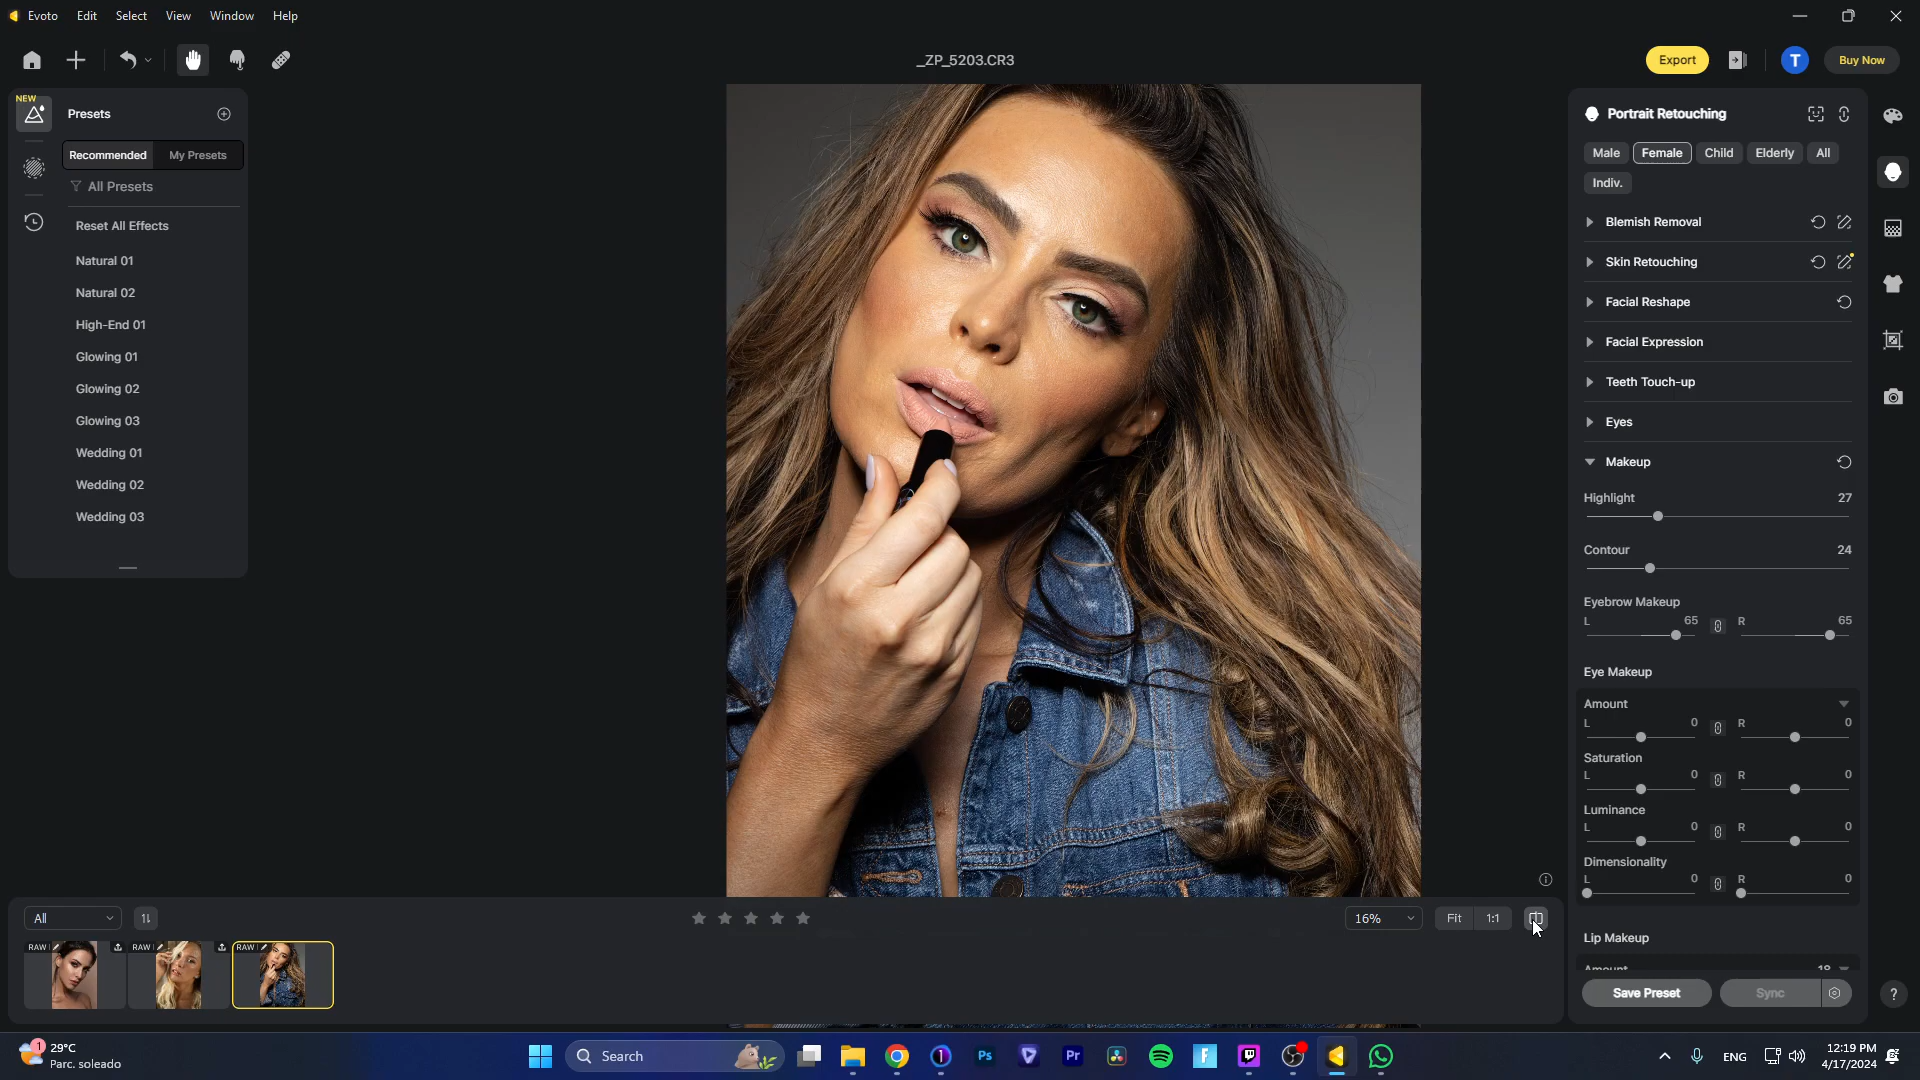 Evoto Edit Select View Window Help
_ZP_5203.CR3
Export
T
Buy Now
NEW
Presets
Recommended My Presets
All Presets
Reset All Effects
Natural 01
Natural 02
High-End 01
Glowing 01
Glowing 02
Glowing 03
Wedding 01
Wedding 02
Wedding 03
Portrait Retouching
Male Female Child Elderly All
Indiv.
Blemish Removal
Skin Retouching
Facial Reshape
Facial Expression
Teeth Touch-up
Eyes
Makeup
Highlight 27
Contour 24
Eyebrow Makeup
L 65 R 65
Eye Makeup
Amount
L 0 R 0
Saturation
L 0 R 0
Luminance
L 0 R 0
Dimensionality
L 0 R 0
Lip Makeup
Amount 18
Save Preset Sync
?
All
16% Fit 1:1
RAW RAW RAW
1
29°C
Parc. soleado
Search
Ps
Pr
ENG
12:19 PM
4/17/2024